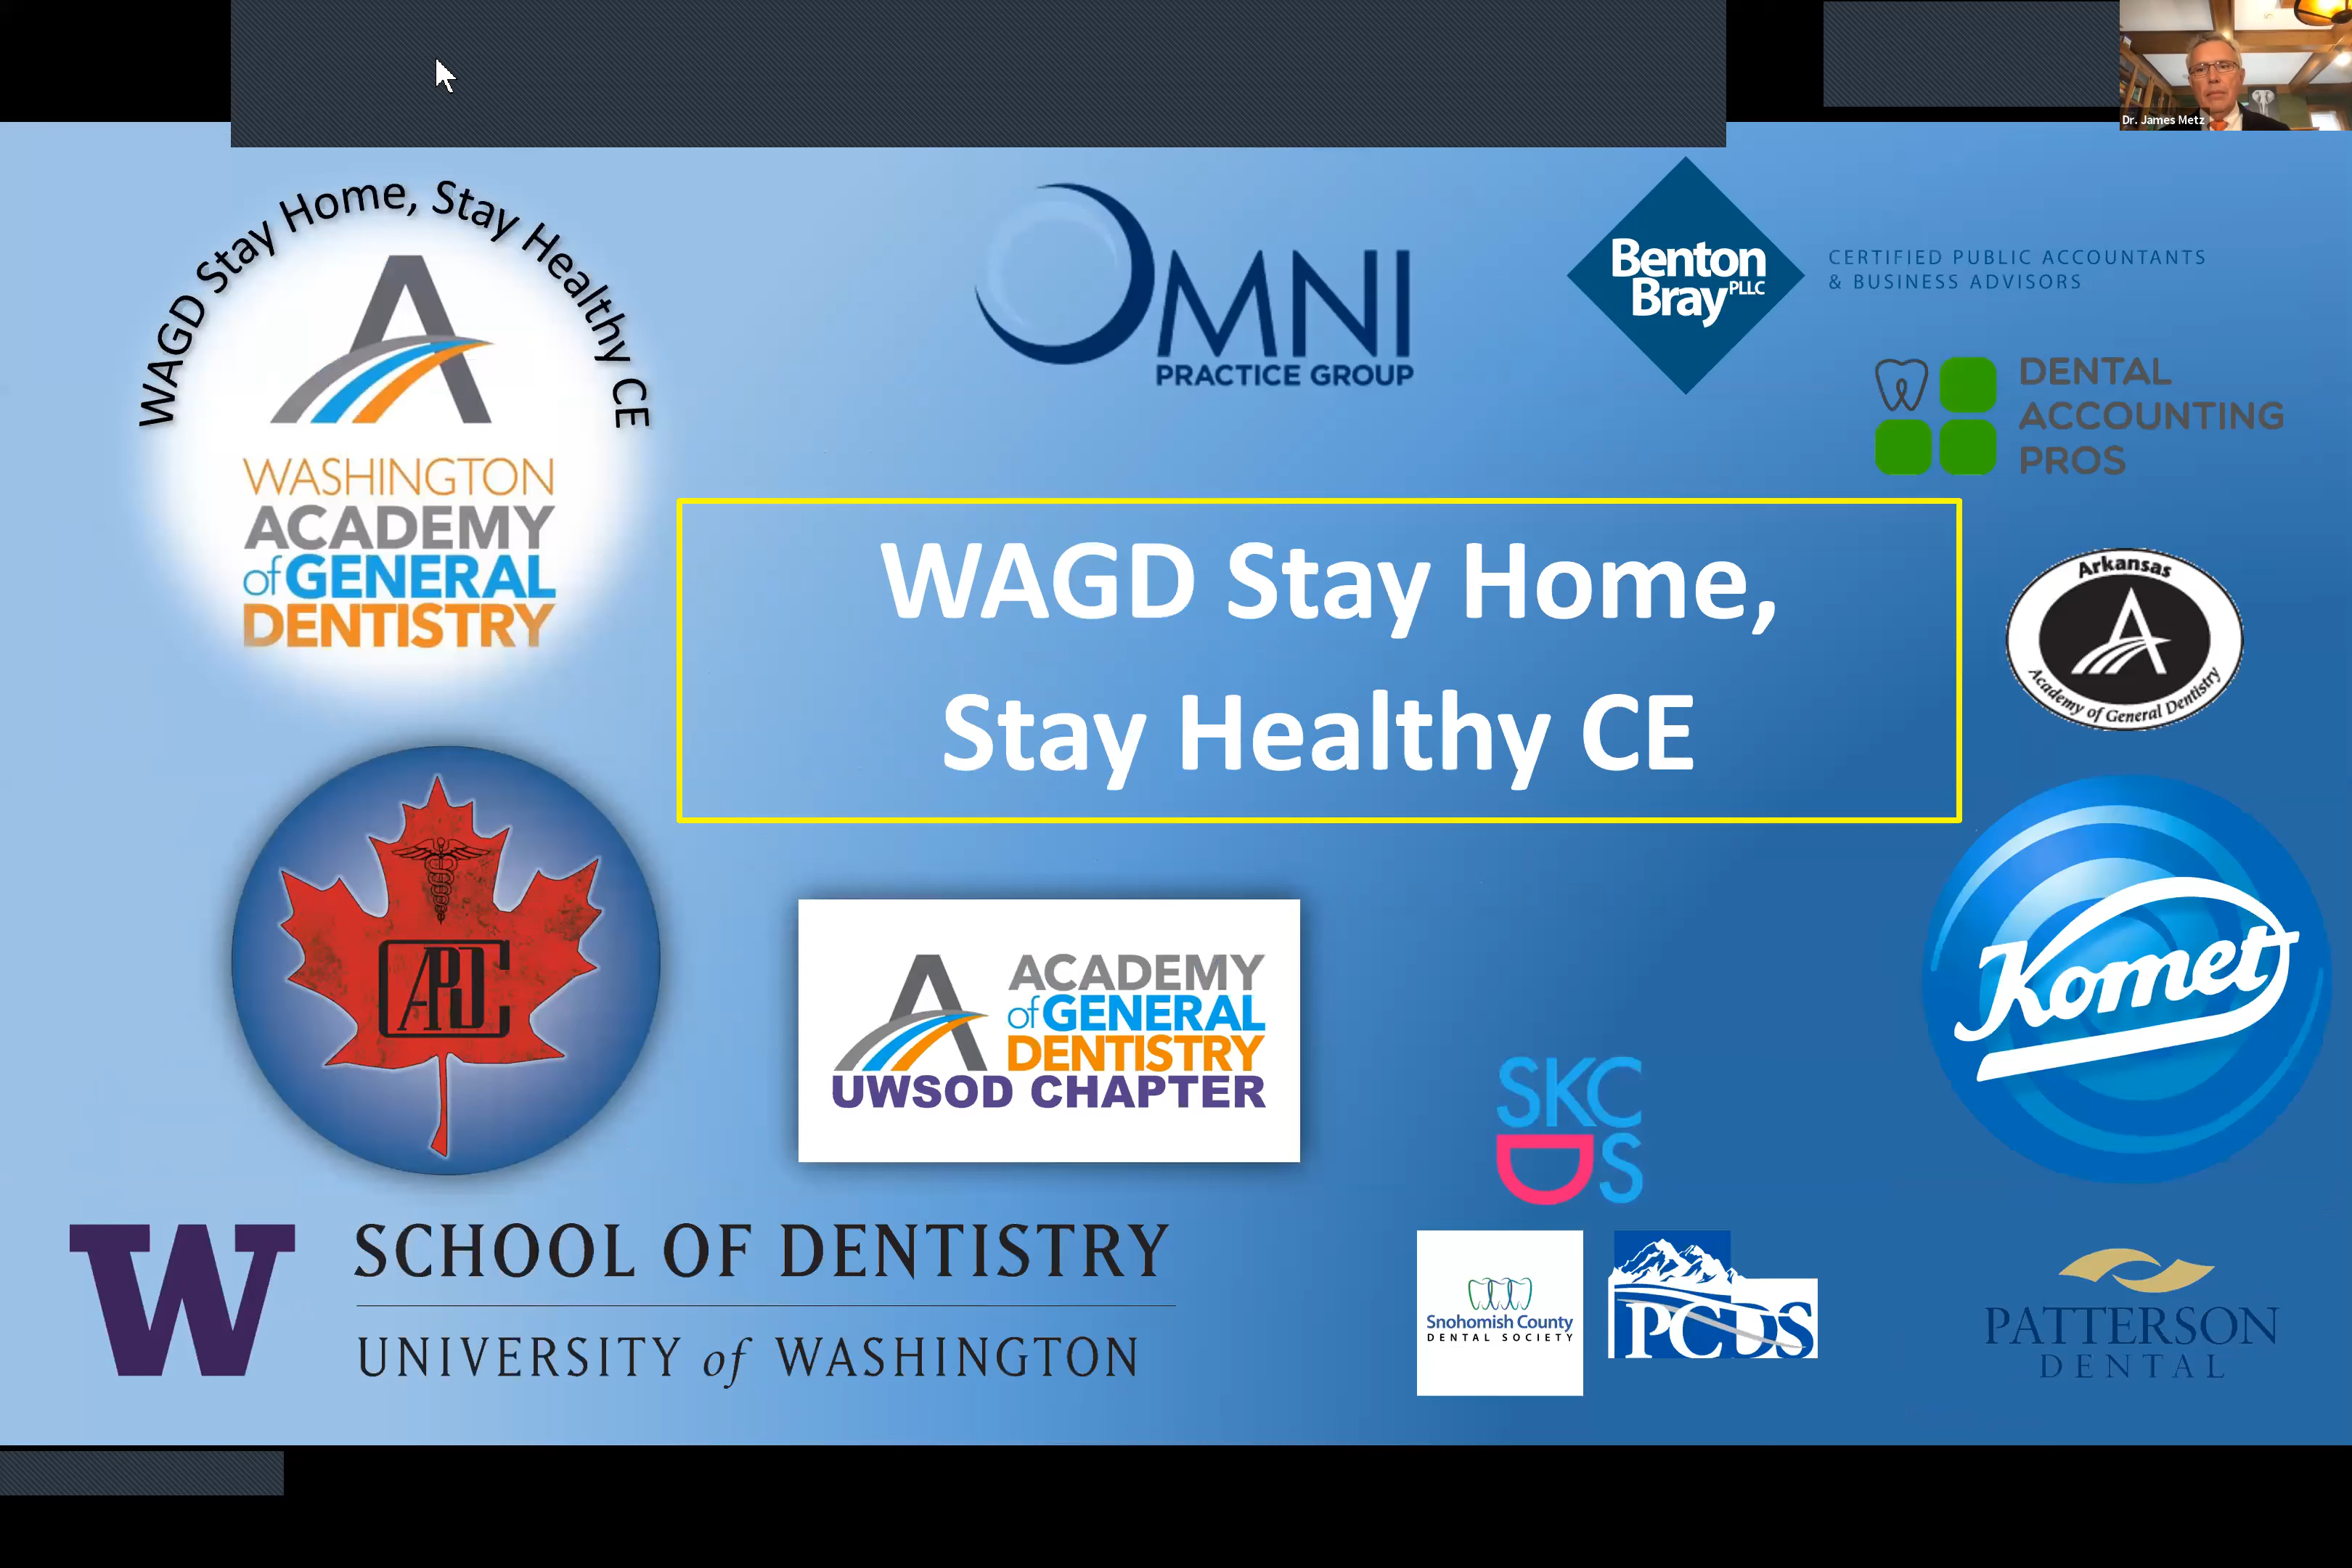 Dr. James Metz
WAGD Stay Home, Stay Healthy CE
WASHINGTON
ACADEMY
of GENERAL
DENTISTRY
OMNI
PRACTICE GROUP
Benton
Bray PLLC
CERTIFIED PUBLIC ACCOUNTANTS
& BUSINESS ADVISORS
DENTAL
ACCOUNTING
PROS
WAGD Stay Home,
Stay Healthy CE
Arkansas
Academy of General Dentistry
APDC
ACADEMY
of GENERAL
DENTISTRY
UWSOD CHAPTER
Komet
SKC
DS
W
SCHOOL OF DENTISTRY
UNIVERSITY of WASHINGTON
Snohomish County
DENTAL SOCIETY
PCDS
PATTERSON
DENTAL